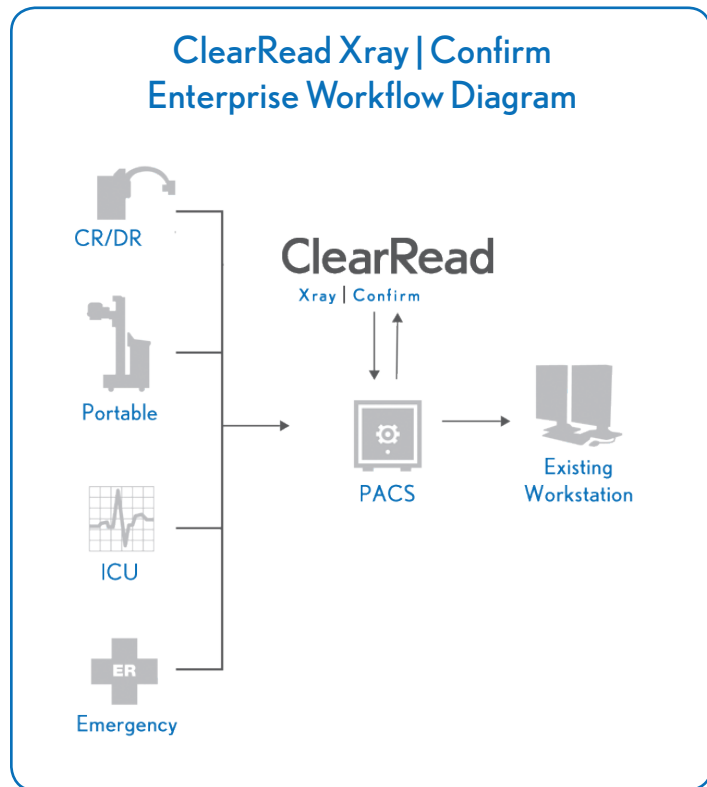 ClearRead Xray | Confirm
Enterprise Workflow Diagram
CR/DR
Portable
ICU
ER
Emergency
ClearRead
Xray | Confirm
PACS
Existing
Workstation